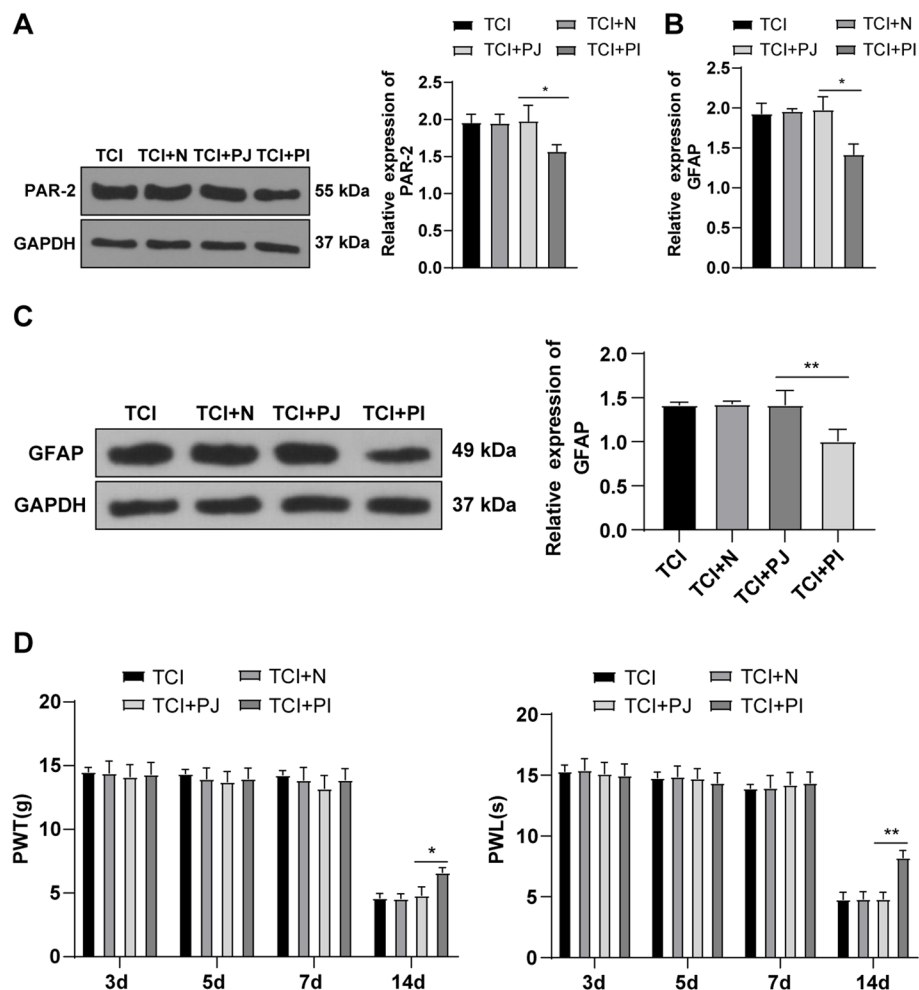 A
TCI TCI+N
TCI+PJ TCI+PI
Relative expression of
PAR-2
2.5
2.0
1.5
1.0
0.5
0.0
*
TCI TCI+N TCI+PJ TCI+PI
PAR-2 55 kDa
GAPDH 37 kDa
B
TCI TCI+N
TCI+PJ TCI+PI
Relative expression of
GFAP
2.5
2.0
1.5
1.0
0.5
0.0
*
C
TCI TCI+N TCI+PJ TCI+PI
GFAP 49 kDa
GAPDH 37 kDa
Relative expression of
GFAP
2.0
1.5
1.0
0.5
0.0
**
TCI TCI+N TCI+PJ TCI+PI
D
TCI TCI+N
TCI+PJ TCI+PI
PWT(g)
20
15
10
5
0
*
3d 5d 7d 14d
TCI TCI+N
TCI+PJ TCI+PI
PWL(s)
20
15
10
5
0
**
3d 5d 7d 14d